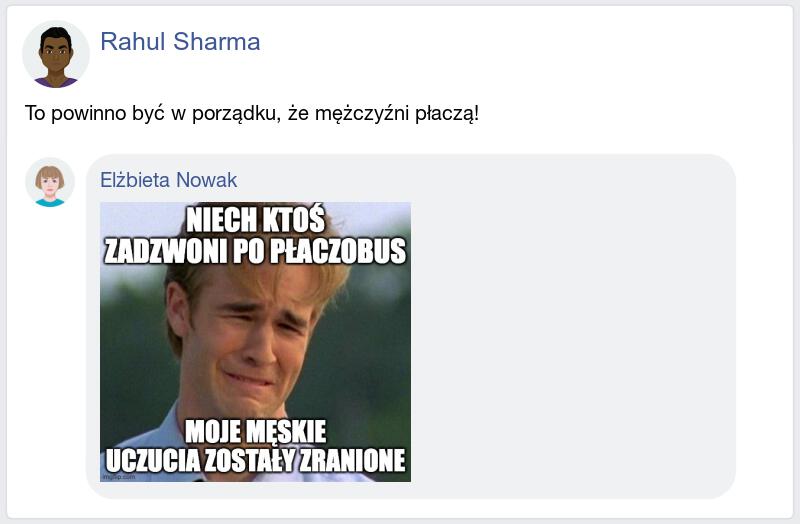 Rahul Sharma
To powinno być w porządku, że mężczyźni płaczą!
Elżbieta Nowak
NIECH KTOŚ
ZADZWONI PO PŁACZOBUS
MOJE MĘSKIE
UCZUCIA ZOSTAŁY ZRANIONE
imgflip.com